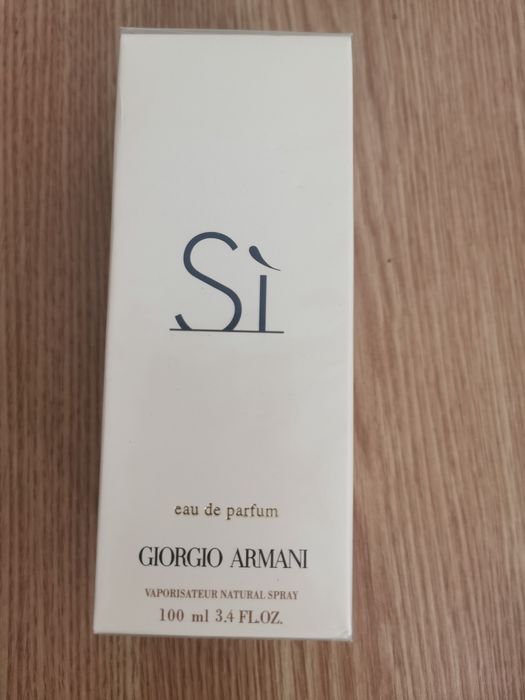 Sì
eau de parfum
GIORGIO ARMANI
VAPORISATEUR NATURAL SPRAY
100 ml 3.4 FL.OZ.